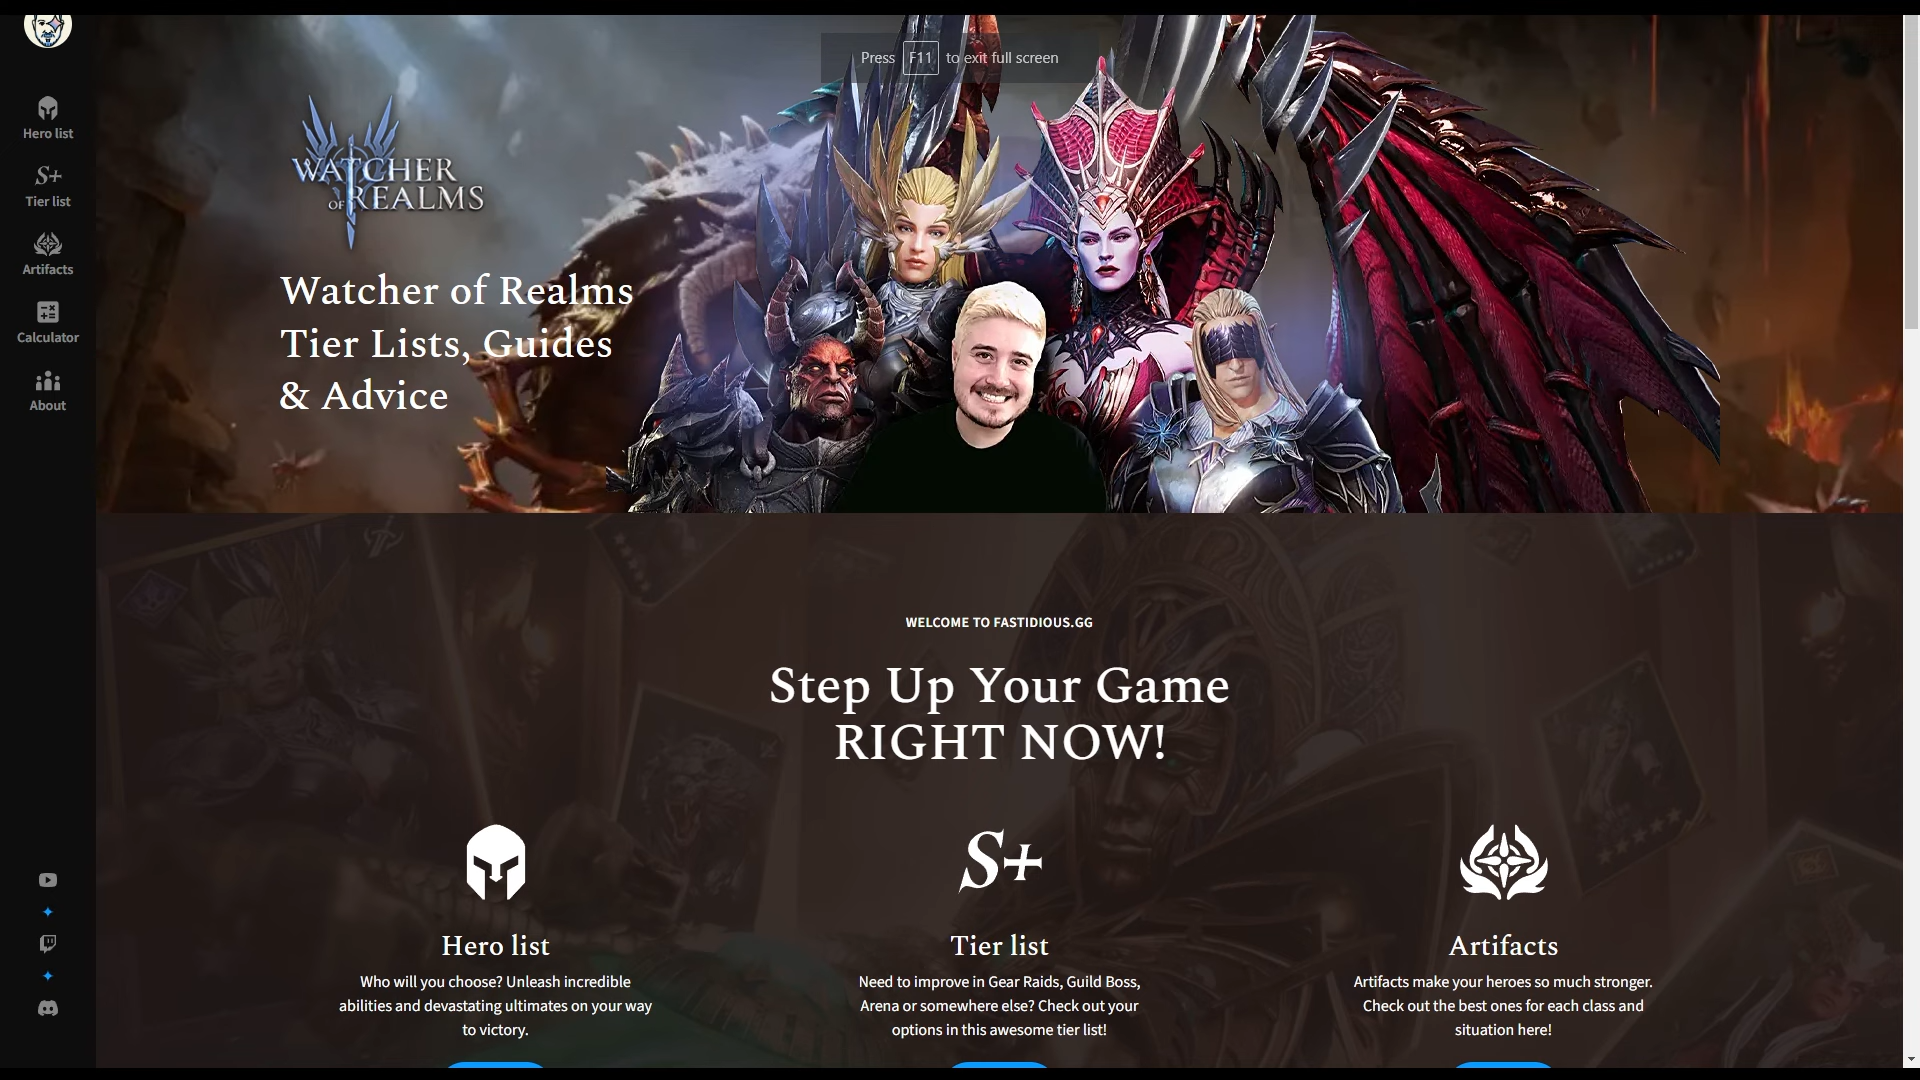 Press F11 to exit full screen
Hero list
S+
Tier list
Artifacts
Calculator
About
WATCHER
OF REALMS
Watcher of Realms
Tier Lists, Guides
& Advice
WELCOME TO FASTIDIOUS.GG
Step Up Your Game
RIGHT NOW!
Hero list
Who will you choose? Unleash incredible
abilities and devastating ultimates on your way
to victory.
S+
Tier list
Need to improve in Gear Raids, Guild Boss,
Arena or somewhere else? Check out your
options in this awesome tier list!
Artifacts
Artifacts make your heroes so much stronger.
Check out the best ones for each class and
situation here!